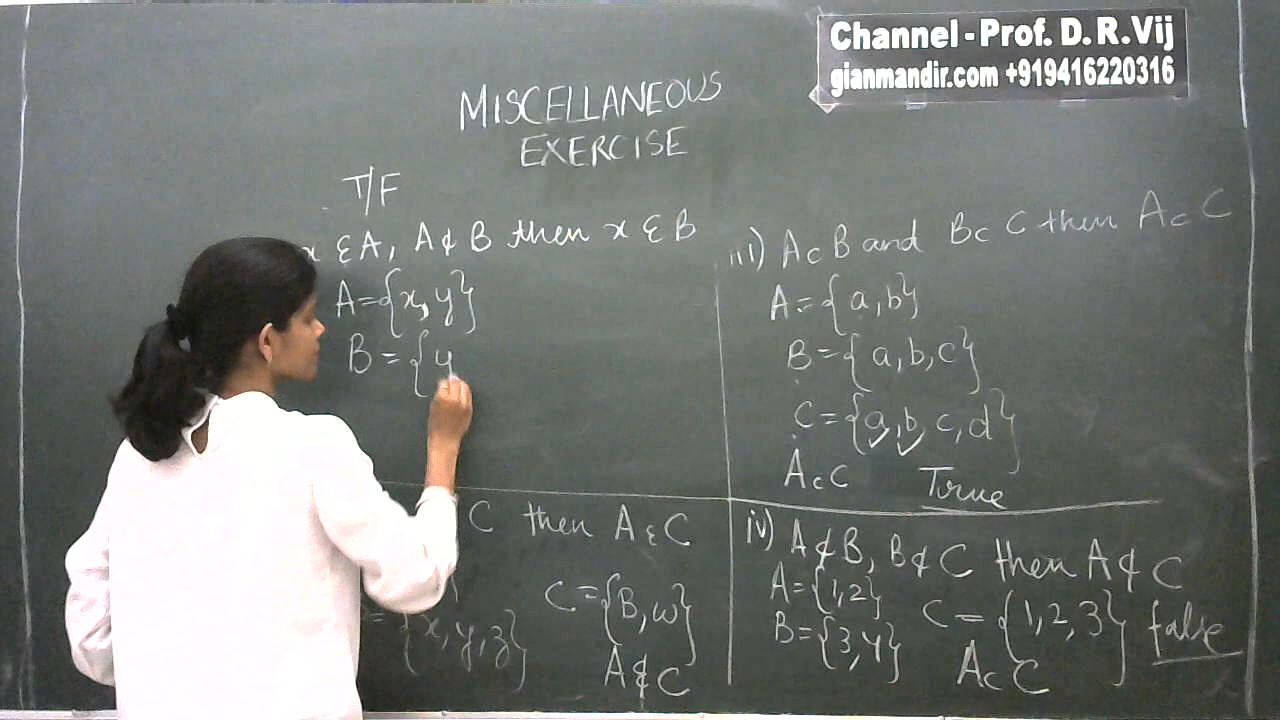 Channel - Prof. D. R. Vij
gianmandir.com +919416220316
MISCELLANEOUS
EXERCISE
T/F
x ∈ A, A ⊄ B then x ∈ B
A = {x, y}
B = {y
C then A ∈ C
= {x, y, z}
C = {B, w}
A ∉ C
iii) A ⊂ B and B ⊂ C then A ⊂ C
A = {a, b}
B = {a, b, c}
C = {a, b, c, d}
A ⊂ C True
iv) A ⊄ B, B ⊄ C then A ⊄ C
A = {1, 2}
B = {3, 4}
C = {1, 2, 3} false
A ⊂ C